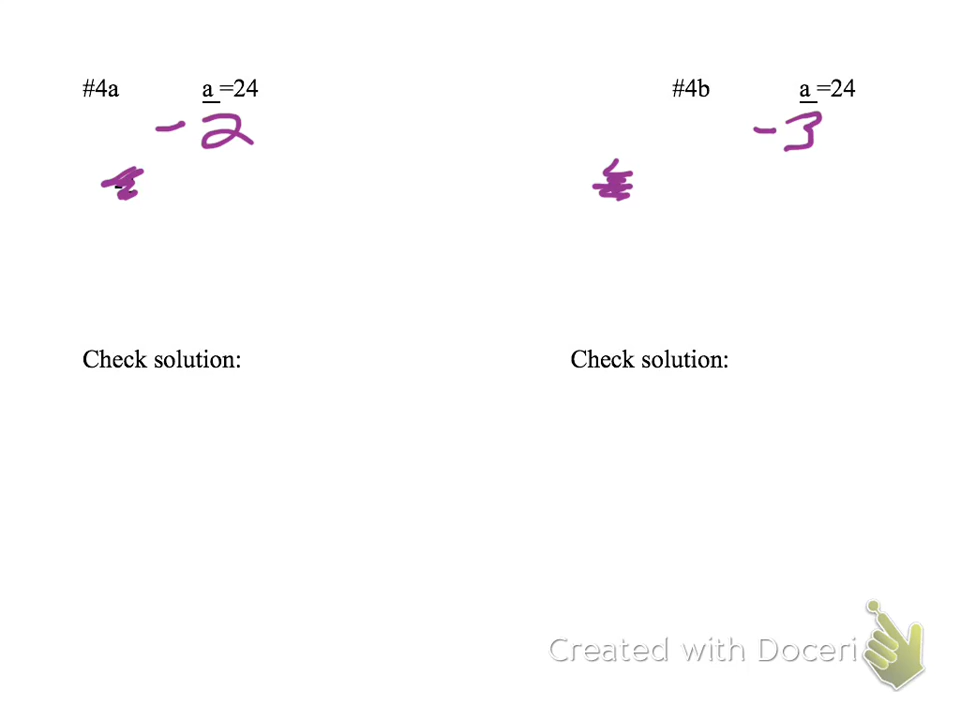 #4a a =24
-2
#4b a =24
-3
Check solution:
Check solution:
Created with Doceri